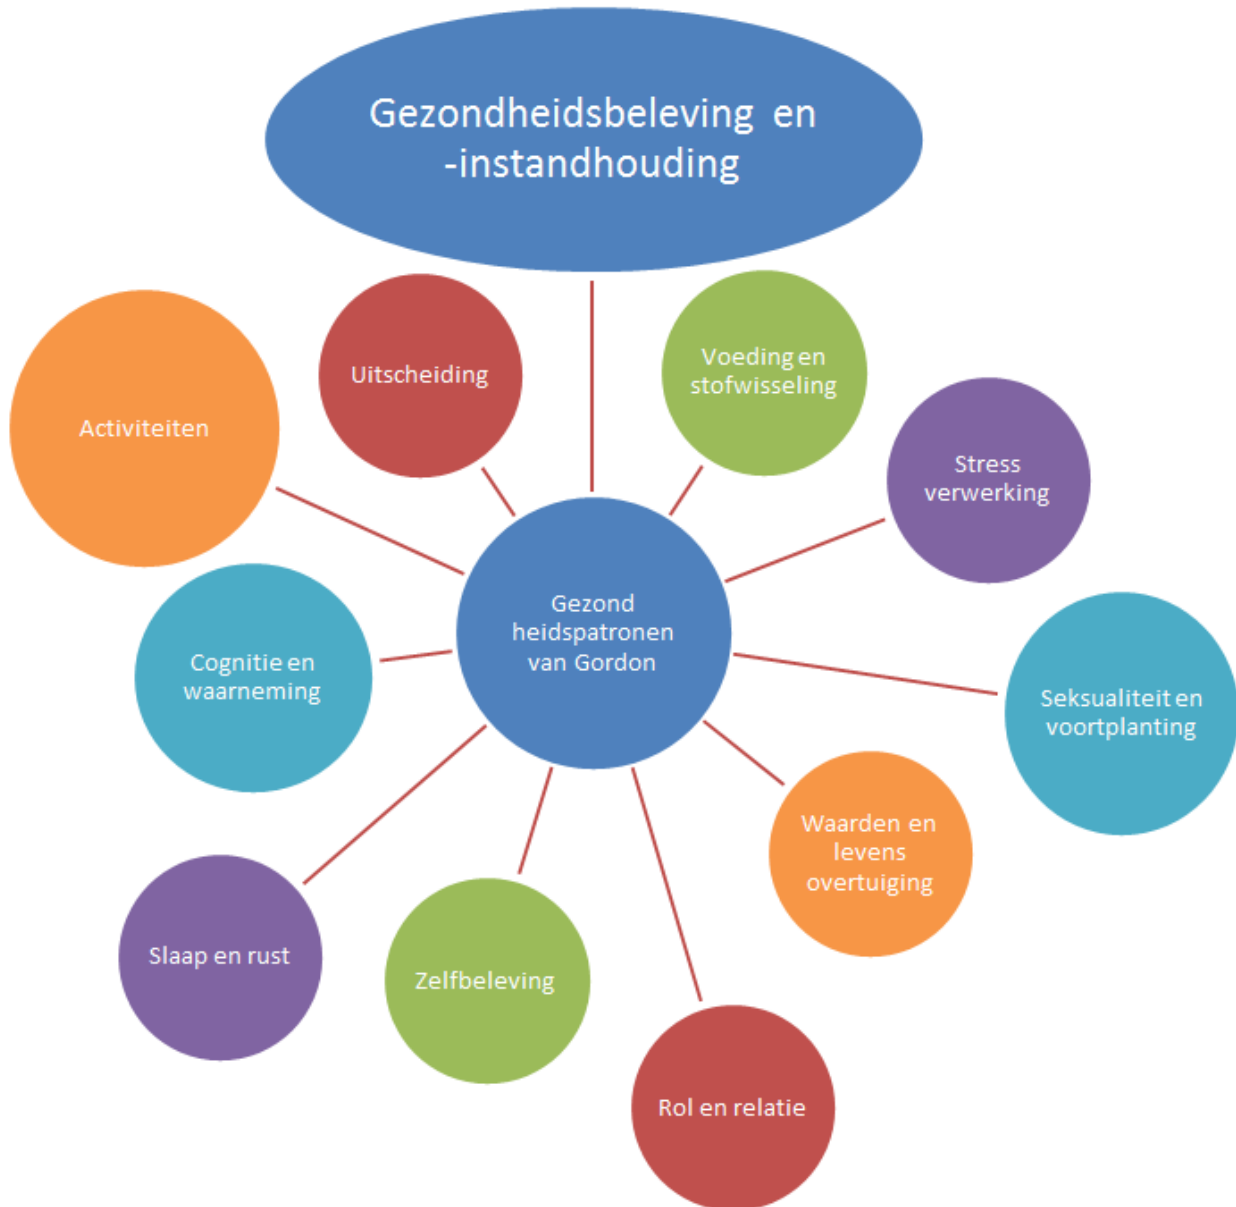 Gezondheidsbeleving en
-instandhouding
Uitscheiding
Voeding en
stofwisseling
Activiteiten
Stress
verwerking
Gezond
heidspatronen
van Gordon
Cognitie en
waarneming
Seksualiteit en
voortplanting
Waarden en
levens
overtuiging
Slaap en rust
Zelfbeleving
Rol en relatie